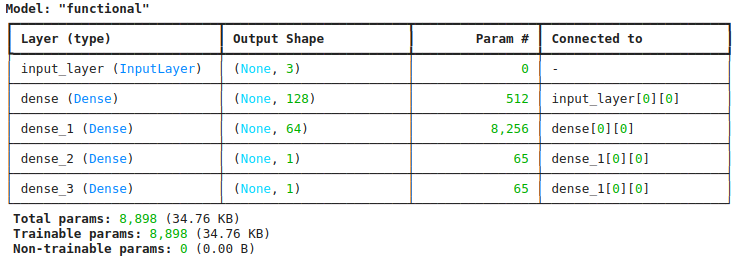 Model: "functional"
Layer (type) Output Shape Param # Connected to
input_layer (InputLayer) (None, 3) 0 -
dense (Dense) (None, 128) 512 input_layer[0][0]
dense_1 (Dense) (None, 64) 8,256 dense[0][0]
dense_2 (Dense) (None, 1) 65 dense_1[0][0]
dense_3 (Dense) (None, 1) 65 dense_1[0][0]
Total params: 8,898 (34.76 KB)
Trainable params: 8,898 (34.76 KB)
Non-trainable params: 0 (0.00 B)